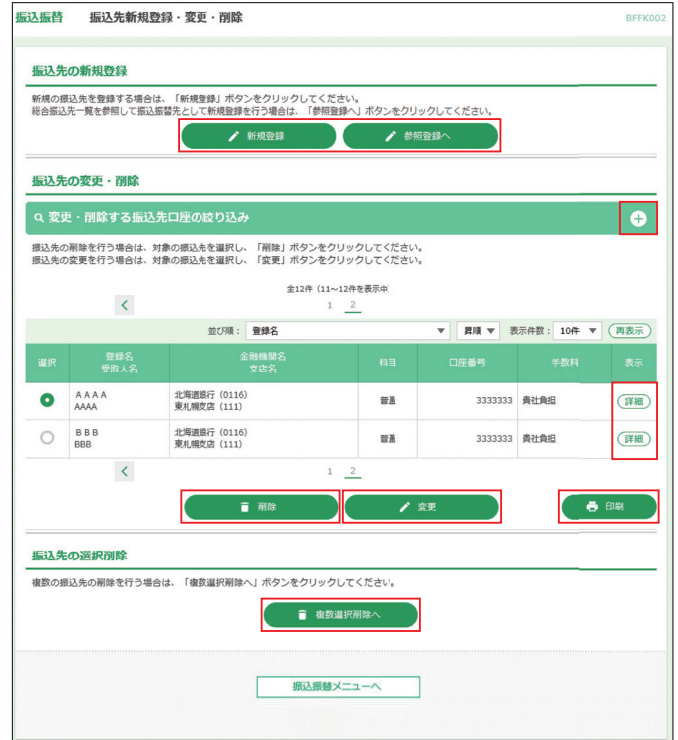 振込振替 振込先新規登録・変更・削除 BFFK002
振込先の新規登録
新規の振込先を登録する場合は、「新規登録」ボタンをクリックしてください。
総合振込先一覧を参照して振込振替先として新規登録を行う場合は、「参照登録へ」ボタンをクリックしてください。
新規登録 参照登録へ
振込先の変更・削除
変更・削除する振込先口座の絞り込み
振込先の削除を行う場合は、対象の振込先を選択し、「削除」ボタンをクリックしてください。
振込先の変更を行う場合は、対象の振込先を選択し、「変更」ボタンをクリックしてください。
全12件（11～12件を表示中
1 2
並び順： 登録名 昇順 表示件数： 10件 再表示
選択 登録名 金融機関名 科目 口座番号 手数料 表示
受取人名 支店名
ＡＡＡＡ 北海道銀行（0116） 普通 3333333 貴社負担 詳細
AAAA 東札幌支店（111）
ＢＢＢ 北海道銀行（0116） 普通 3333333 貴社負担 詳細
BBB 東札幌支店（111）
1 2
削除 変更 印刷
振込先の選択削除
複数の振込先の削除を行う場合は、「複数選択削除へ」ボタンをクリックしてください。
複数選択削除へ
振込振替メニューへ